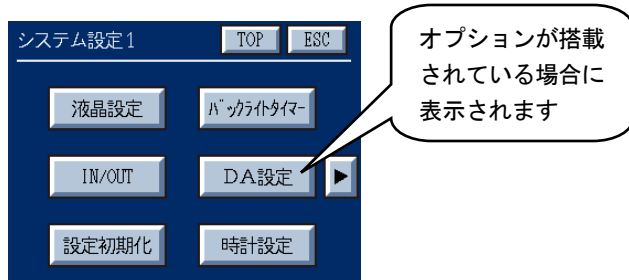 システム設定1 TOP ESC
オプションが搭載
されている場合に
表示されます
液晶設定 ﾊﾞｯｸﾗｲﾄﾀｲﾏｰ
IN/OUT DA設定 ▶
設定初期化 時計設定